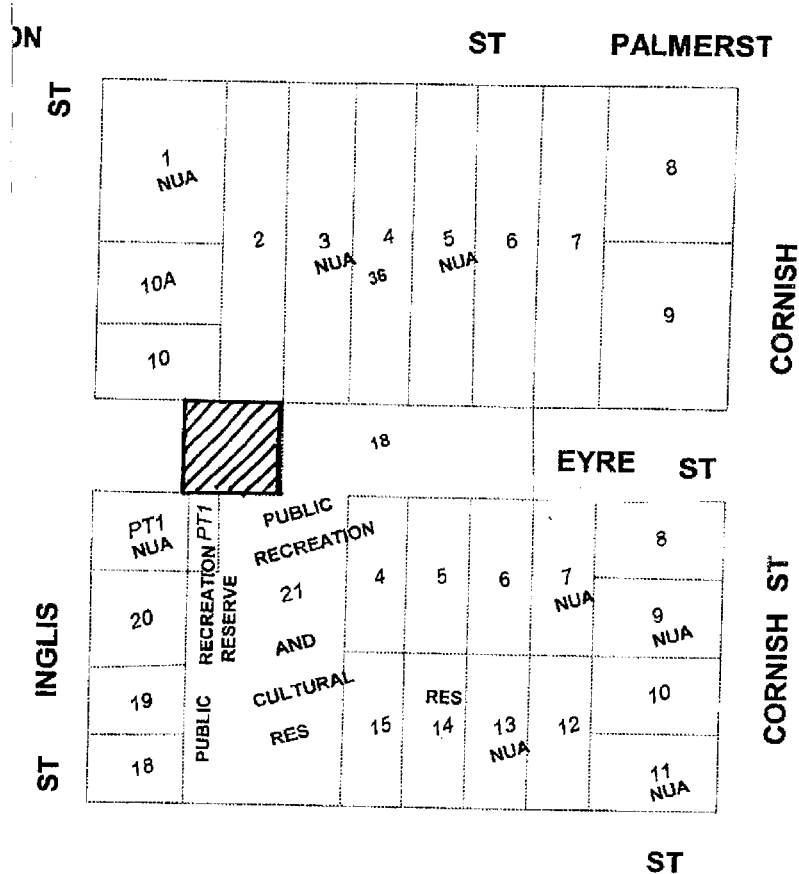 ON
ST
PALMERST
ST
1
NUA
2
3
NUA
4
36
5
NUA
6
7
8
10A
10
9
CORNISH
18
EYRE
ST
PT1
NUA
PT1
PUBLIC
RECREATION
RECREATION
RESERVE
PUBLIC
21
AND
CULTURAL
RES
4
5
6
7
NUA
8
9
NUA
20
19
18
15
RES
14
13
NUA
12
10
11
NUA
INGLIS
ST
CORNISH ST
ST